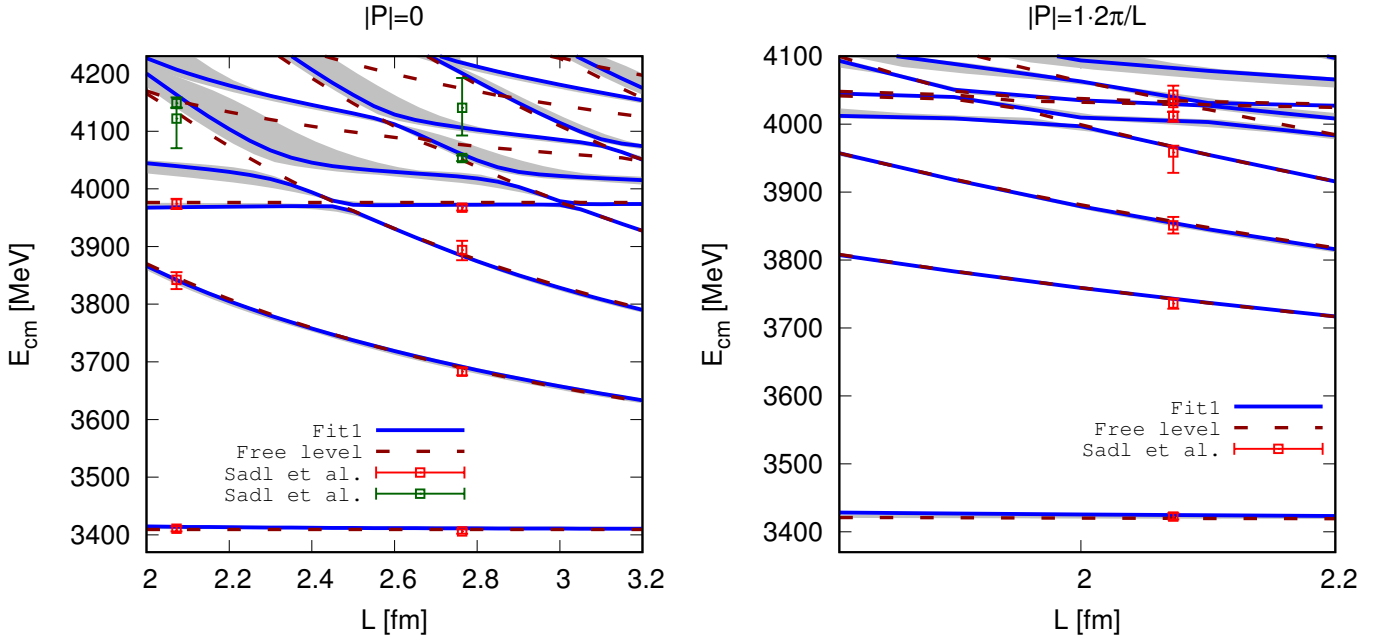 |P|=0
4200
4100
4000
3900
3800
3700
3600
3500
3400
E_cm [MeV]
Fit1
Free level
Sadl et al.
Sadl et al.
2 2.2 2.4 2.6 2.8 3 3.2
L [fm]
|P|=1·2π/L
4100
4000
3900
3800
3700
3600
3500
3400
E_cm [MeV]
Fit1
Free level
Sadl et al.
2 2.2
L [fm]